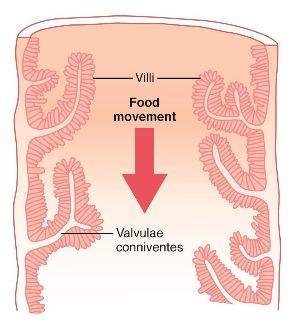 Villi
Food
movement
Valvulae
conniventes